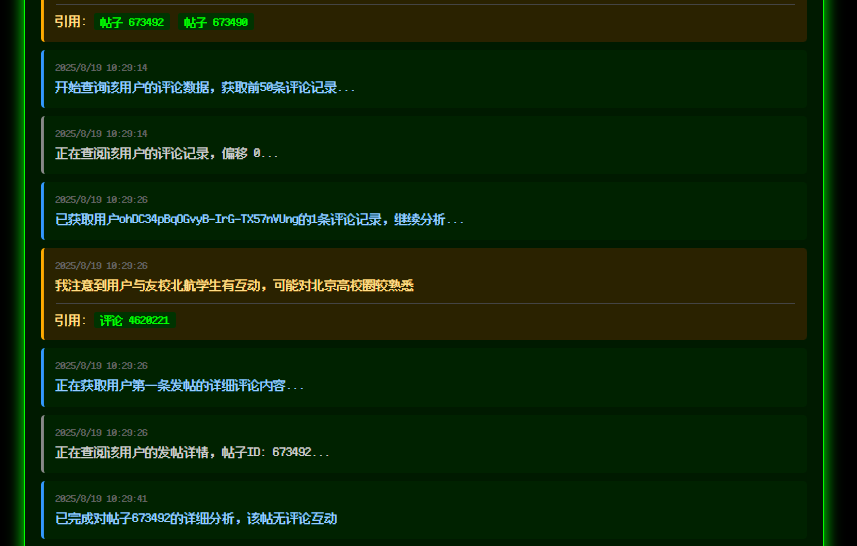 引用： 帖子 673492 帖子 673490
2025/8/19 10:29:14
开始查询该用户的评论数据，获取前50条评论记录...
2025/8/19 10:29:14
正在查阅该用户的评论记录，偏移 0...
2025/8/19 10:29:26
已获取用户ohDC34pBqOGvyB-IrG-TX57nVUng的1条评论记录，继续分析...
2025/8/19 10:29:26
我注意到用户与友校北航学生有互动，可能对北京高校圈较熟悉
引用： 评论 4620221
2025/8/19 10:29:26
正在获取用户第一条发帖的详细评论内容...
2025/8/19 10:29:26
正在查阅该用户的发帖详情，帖子ID：673492...
2025/8/19 10:29:41
已完成对帖子673492的详细分析，该帖无评论互动